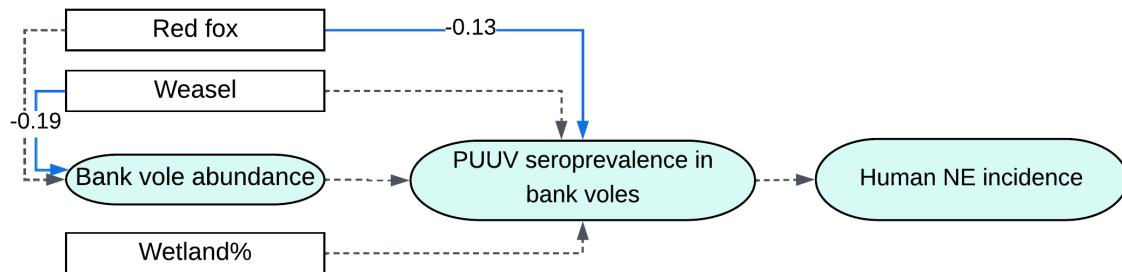 Red fox
-0.13
Weasel
-0.19
Bank vole abundance
PUUV seroprevalence in
bank voles
Human NE incidence
Wetland%